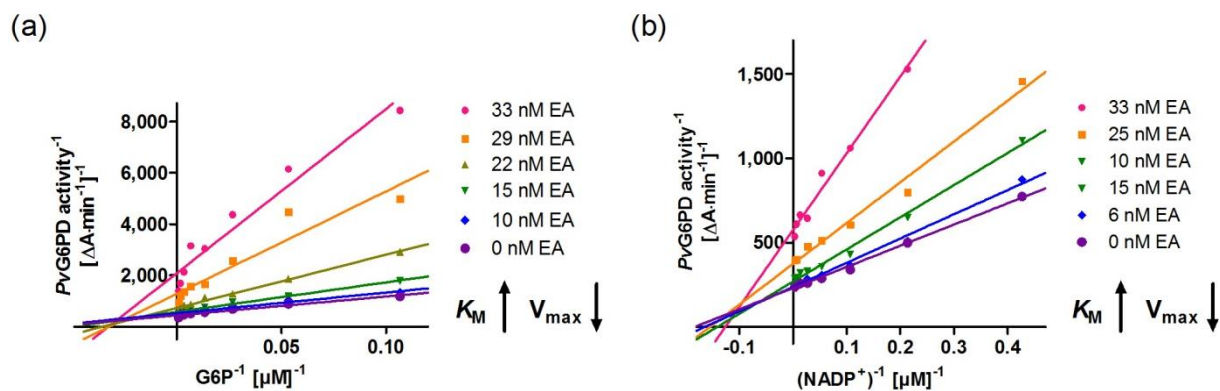 (a)
PvG6PD activity⁻¹
[ΔA·min⁻¹]⁻¹
8,000
6,000
4,000
2,000
0.05
0.10
G6P⁻¹ [µM]⁻¹
33 nM EA
29 nM EA
22 nM EA
15 nM EA
10 nM EA
0 nM EA
K_M ↑ V_max ↓
(b)
PvG6PD activity⁻¹
[ΔA·min⁻¹]⁻¹
1,500
1,000
500
-0.1
0.1
0.2
0.3
0.4
(NADP⁺)⁻¹ [µM]⁻¹
33 nM EA
25 nM EA
10 nM EA
15 nM EA
6 nM EA
0 nM EA
K_M ↑ V_max ↓